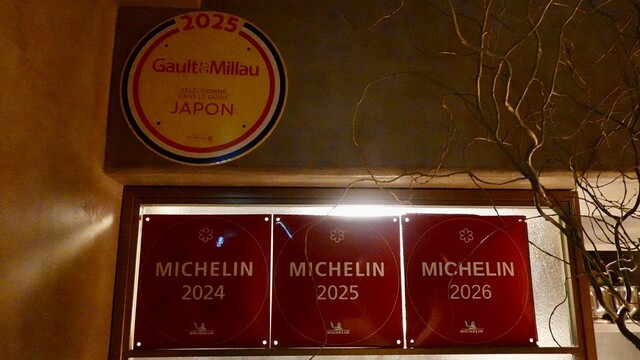 2025
Gault&Millau
SÉLECTIONNÉ
DANS LE GUIDE
JAPON
MICHELIN
2024
MICHELIN
2025
MICHELIN
2026